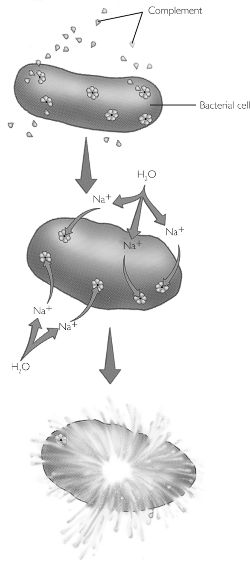 Complement
Bacterial cell
H₂O
Na⁺
Na⁺
Na⁺
Na⁺
Na⁺
H₂O